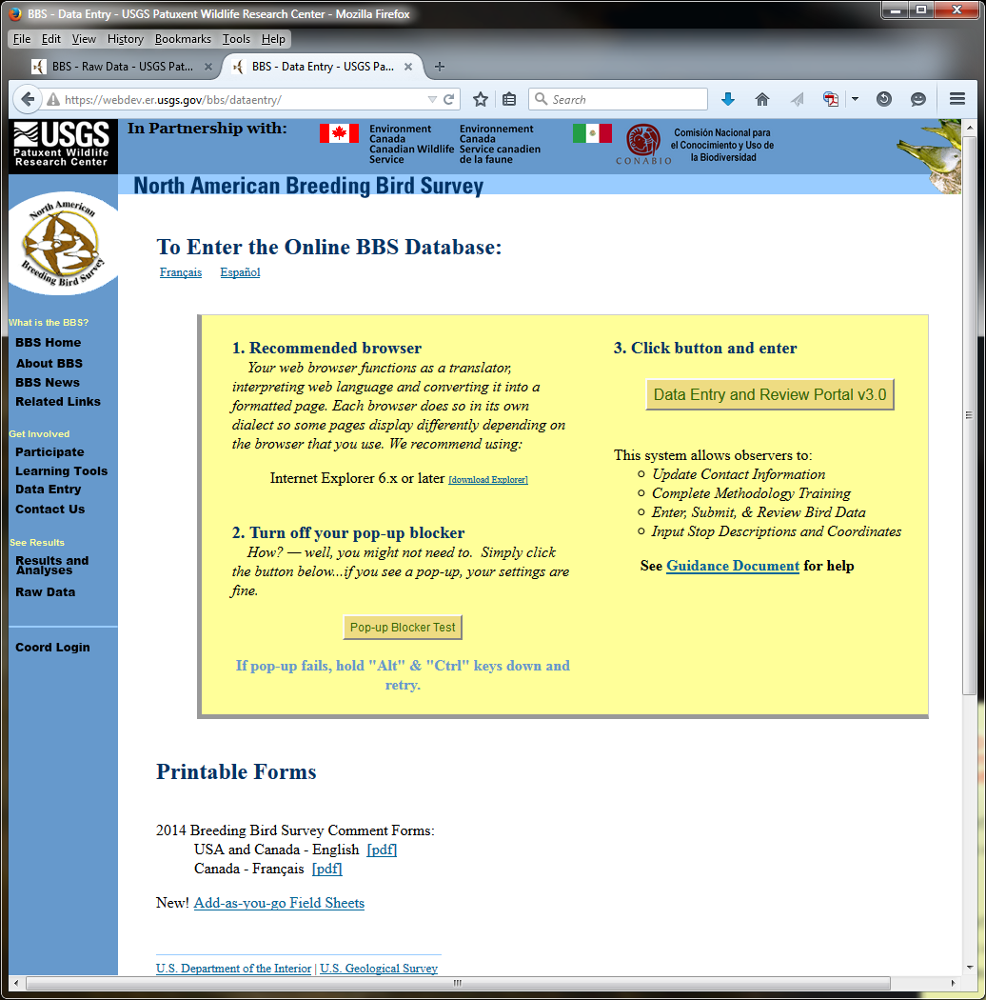 BBS - Data Entry - USGS Patuxent Wildlife Research Center - Mozilla Firefox
File Edit View History Bookmarks Tools Help
BBS - Raw Data - USGS Pat... BBS - Data Entry - USGS Pa...
https://webdev.er.usgs.gov/bbs/dataentry/
Search
USGS
Patuxent Wildlife
Research Center
In Partnership with:
Environment
Canada
Canadian Wildlife
Service
Environnement
Canada
Service canadien
de la faune
CONABIO
Comisión Nacional para
el Conocimiento y Uso de
la Biodiversidad
North American Breeding Bird Survey
North American
Breeding Bird Survey
What is the BBS?
BBS Home
About BBS
BBS News
Related Links
Get Involved
Participate
Learning Tools
Data Entry
Contact Us
See Results
Results and
Analyses
Raw Data
Coord Login
To Enter the Online BBS Database:
Français Español
1. Recommended browser
Your web browser functions as a translator,
interpreting web language and converting it into a
formatted page. Each browser does so in its own
dialect so some pages display differently depending on
the browser that you use. We recommend using:
Internet Explorer 6.x or later [download Explorer]
2. Turn off your pop-up blocker
How? — well, you might not need to. Simply click
the button below...if you see a pop-up, your settings are
fine.
Pop-up Blocker Test
If pop-up fails, hold "Alt" & "Ctrl" keys down and
retry.
3. Click button and enter
Data Entry and Review Portal v3.0
This system allows observers to:
Update Contact Information
Complete Methodology Training
Enter, Submit, & Review Bird Data
Input Stop Descriptions and Coordinates
See Guidance Document for help
Printable Forms
2014 Breeding Bird Survey Comment Forms:
USA and Canada - English [pdf]
Canada - Français [pdf]
New! Add-as-you-go Field Sheets
U.S. Department of the Interior | U.S. Geological Survey